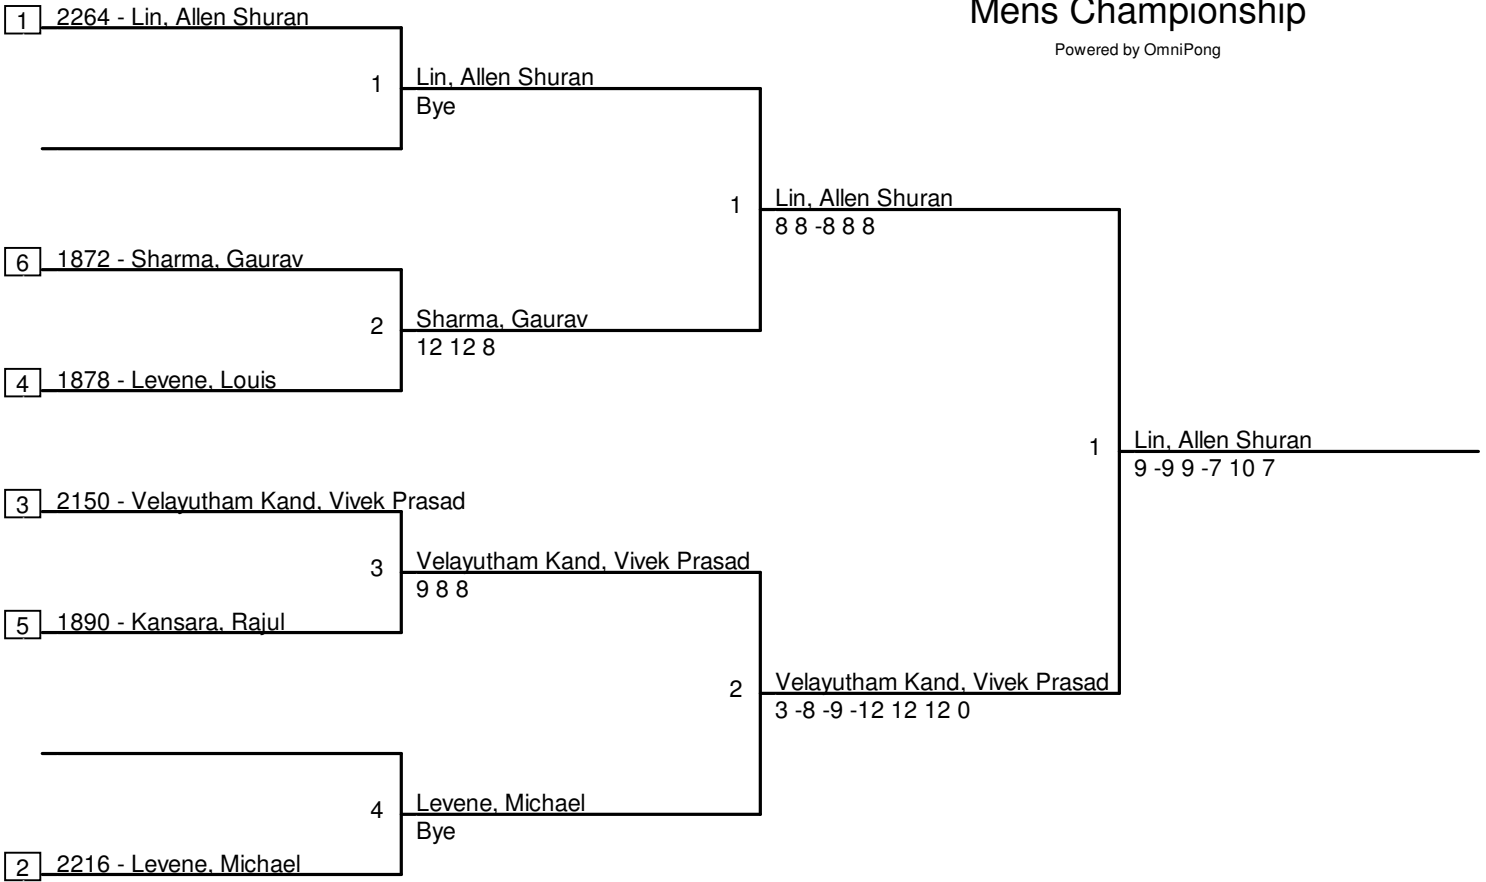 Mens Championship
Powered by OmniPong
1 2264 - Lin, Allen Shuran
1 Lin, Allen Shuran
Bye
1 Lin, Allen Shuran
8 8 -8 8 8
6 1872 - Sharma, Gaurav
2 Sharma, Gaurav
12 12 8
4 1878 - Levene, Louis
1 Lin, Allen Shuran
9 -9 9 -7 10 7
3 2150 - Velayutham Kand, Vivek Prasad
3 Velayutham Kand, Vivek Prasad
9 8 8
5 1890 - Kansara, Rajul
2 Velayutham Kand, Vivek Prasad
3 -8 -9 -12 12 12 0
4 Levene, Michael
Bye
2 2216 - Levene, Michael